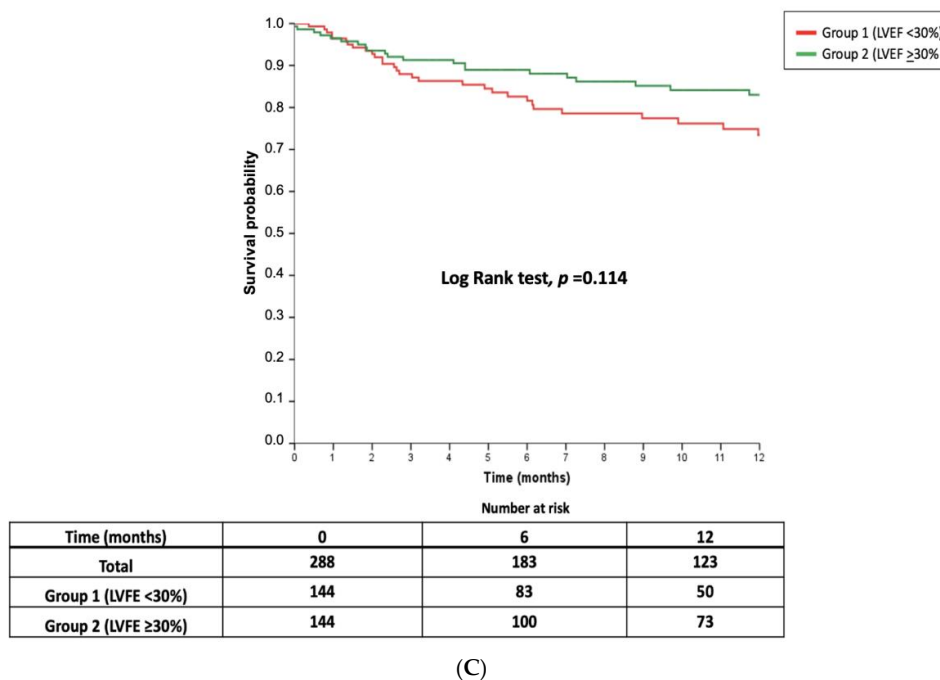 Group 1 (LVEF <30%)
Group 2 (LVEF ≥30%
1.0
0.9
0.8
0.7
0.6
0.5
0.4
0.3
0.2
0.1
0.0
Survival probability
Log Rank test, p =0.114
0 1 2 3 4 5 6 7 8 9 10 11 12
Time (months)
Number at risk
Time (months) 0 6 12
Total 288 183 123
Group 1 (LVFE <30%) 144 83 50
Group 2 (LVFE ≥30%) 144 100 73
(C)